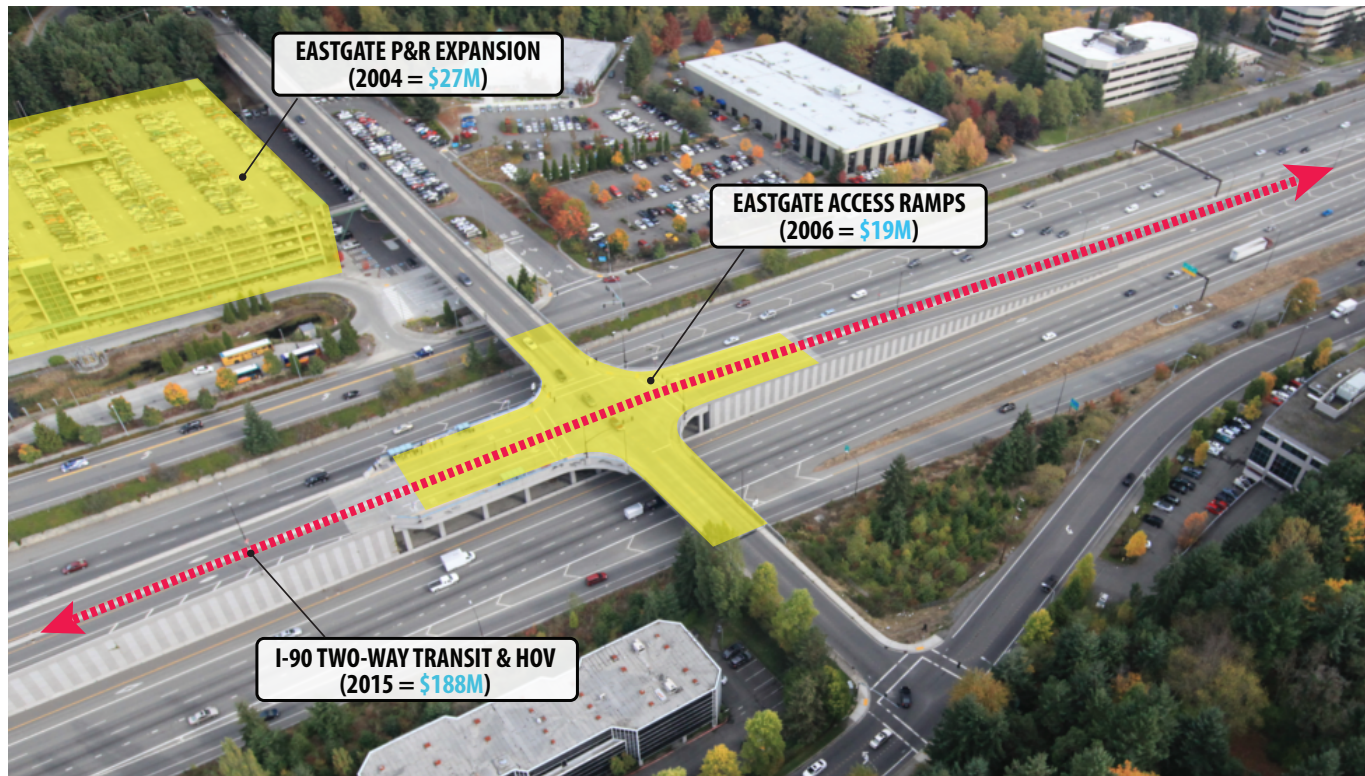 EASTGATE P&R EXPANSION
(2004 = $27M)
EASTGATE ACCESS RAMPS
(2006 = $19M)
I-90 TWO-WAY TRANSIT & HOV
(2015 = $188M)